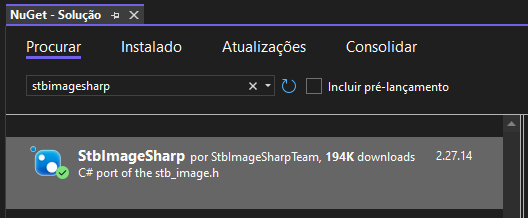 NuGet - Solução
Procurar Instalado Atualizações Consolidar
stbimagesharp Incluir pré-lançamento
StbImageSharp por StbImageSharpTeam, 194K downloads 2.27.14
C# port of the stb_image.h